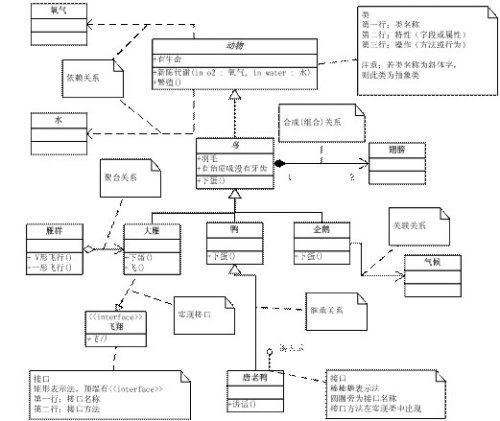 氧气
动物
+有生命
+新陈代谢(in o2 : 氧气, in water : 水)
+繁殖()
类
第一行：类名称
第二行：特性（字段或属性）
第三行：操作（方法或行为）
注意：若类名称为斜体字，
则此类为抽象类
依赖关系
水
合成(组合)关系
鸟
+羽毛
+有角质喙没有牙齿
+下蛋()
1
2
翅膀
聚合关系
关联关系
雁群
+V形飞行()
+一形飞行()
大雁
+下蛋()
+飞()
鸭
+下蛋()
企鹅
+下蛋()
气候
<<interface>>
飞翔
+飞()
实现接口
继承关系
接口
矩形表示法，顶端有<<interface>>
第一行：接口名称
第二行：接口方法
唐老鸭
+讲话()
接口
棒棒糖表示法
圆圈旁为接口名称
接口方法在实现类中出现